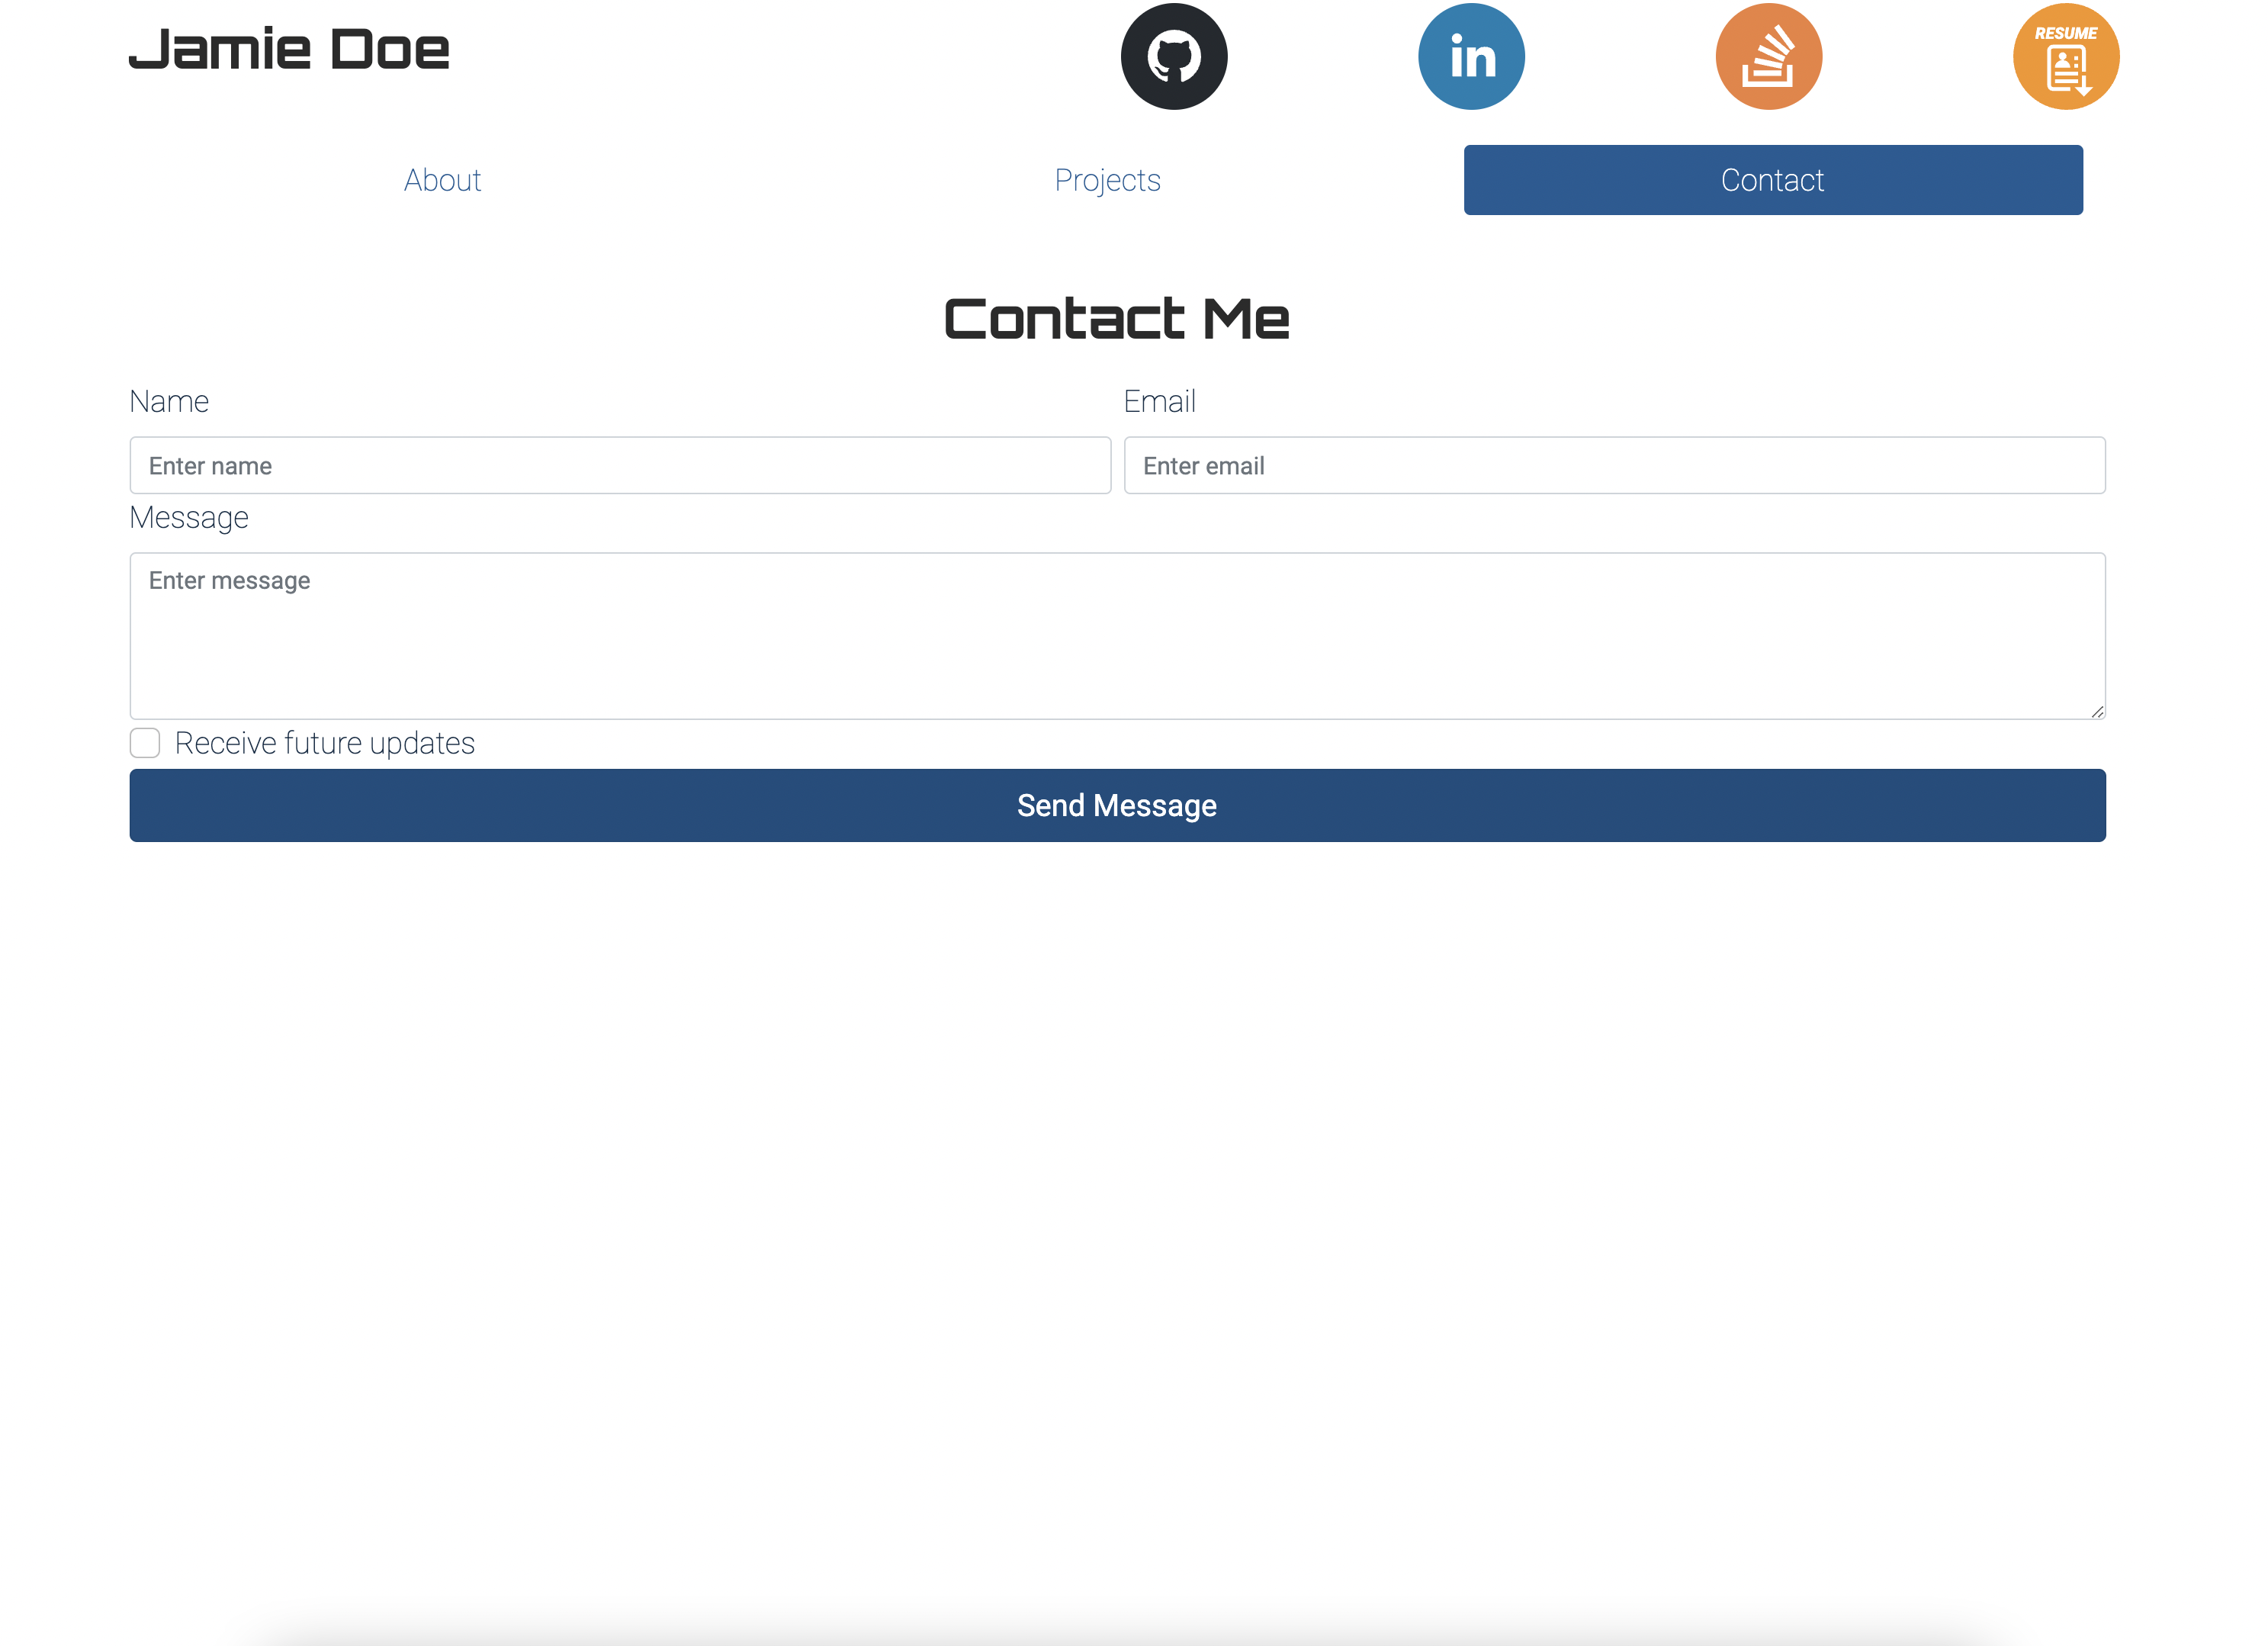 Jamie Doe
in
RESUME
About
Projects
Contact
Contact Me
Name
Email
Enter name
Enter email
Message
Enter message
Receive future updates
Send Message